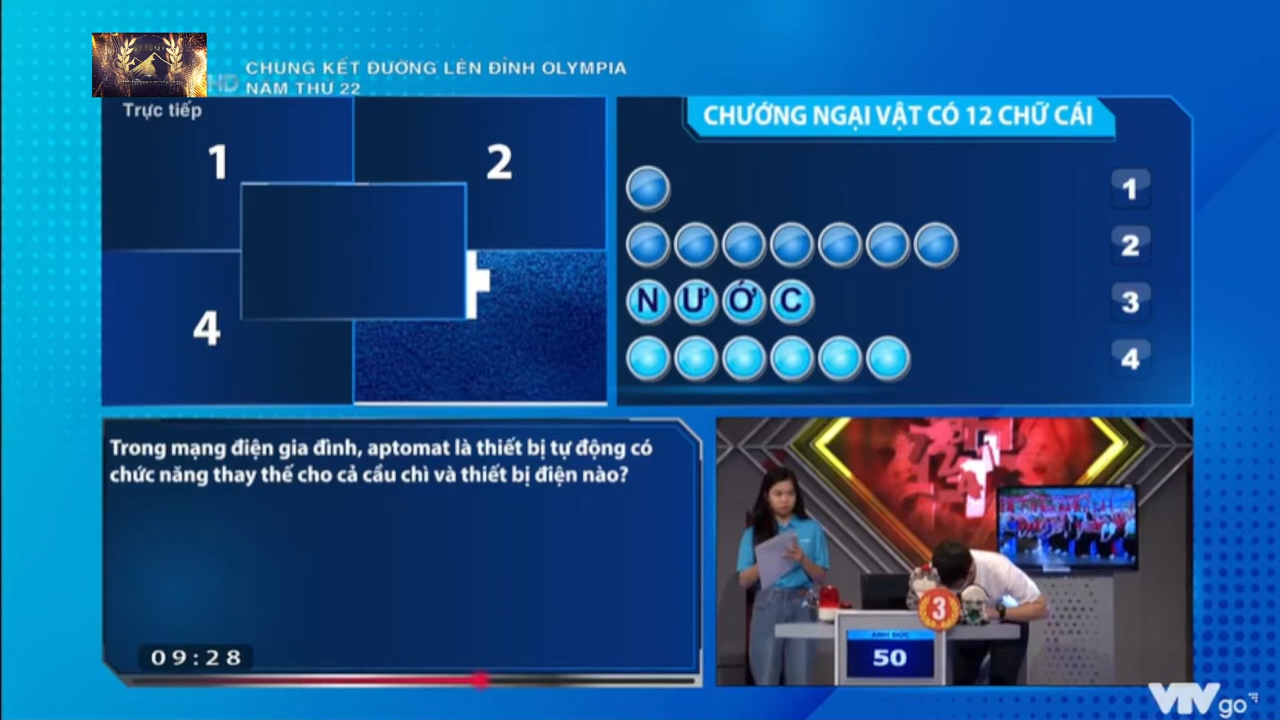 CHUNG KẾT ĐƯỜNG LÊN ĐỈNH OLYMPIA
HD NĂM THỨ 22
Trực tiếp
1
2
4
CHƯỚNG NGẠI VẬT CÓ 12 CHỮ CÁI
1
2
NƯỚC 3
4
Trong mạng điện gia đình, aptomat là thiết bị tự động có
chức năng thay thế cho cả cầu chì và thiết bị điện nào?
09:28
3
ANH ĐỨC
50
VTV go